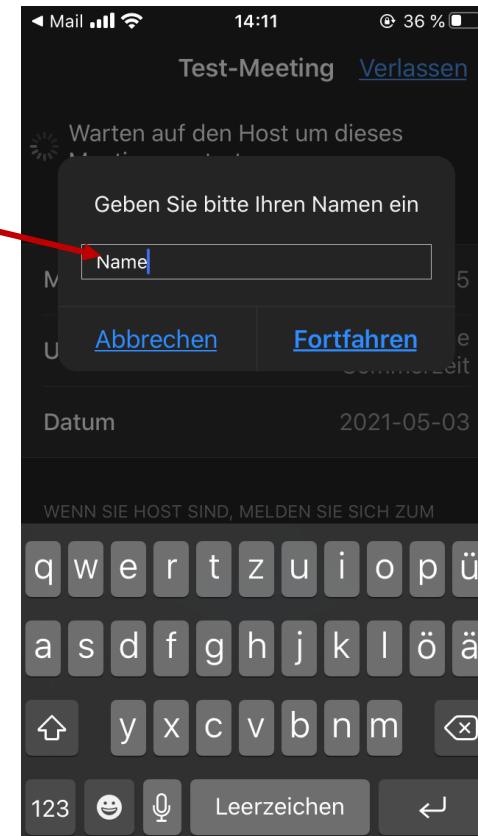 ◀ Mail 14:11 36 %
Test-Meeting Verlassen
Warten auf den Host um dieses
Geben Sie bitte Ihren Namen ein
Name
M 5
Abbrechen Fortfahren
U e
Datum 2021-05-03
WENN SIE HOST SIND, MELDEN SIE SICH ZUM
q w e r t z u i o p ü
a s d f g h j k l ö ä
y x c v b n m
123 Leerzeichen